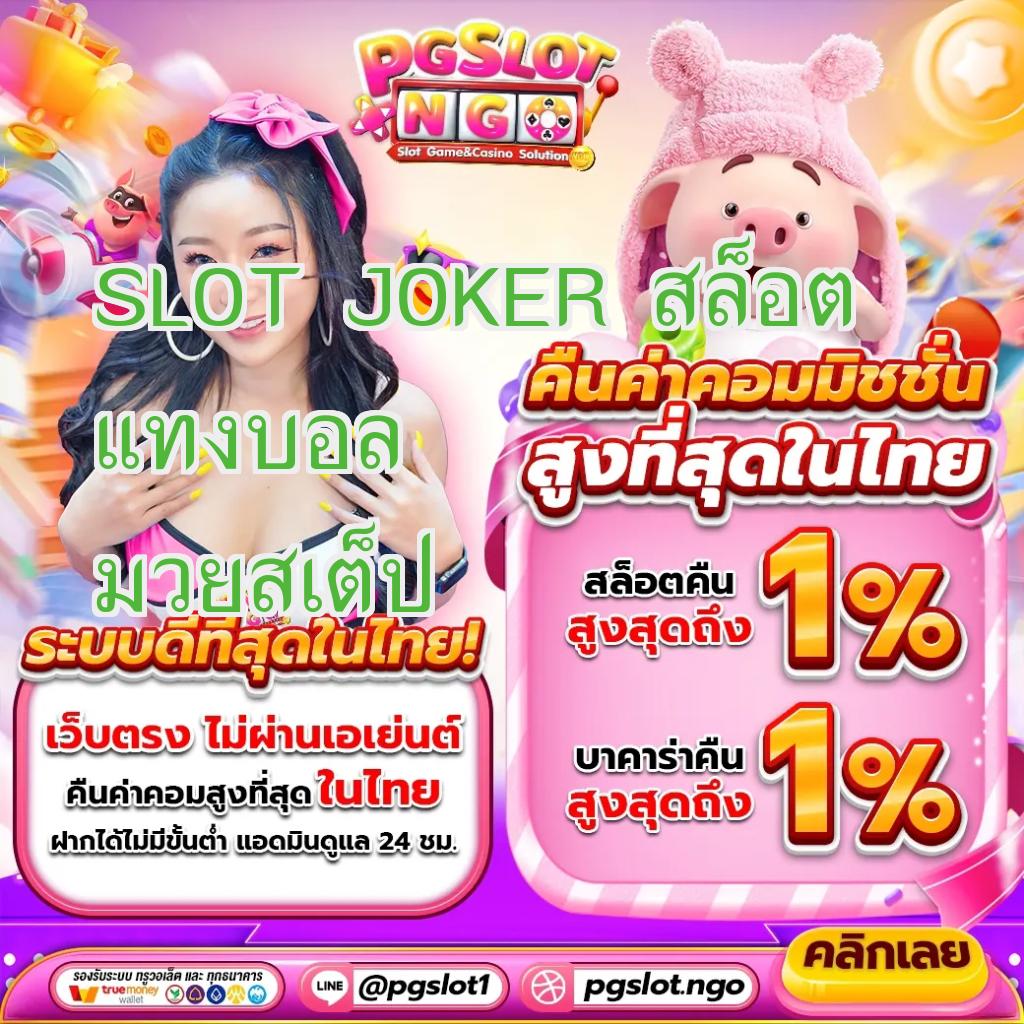 PGSLOT
NGO
Slot Game&Casino Solution
SLOT JOKER สล็อต
แทงบอล
มวยสเต็ป
คืนค่าคอมมิชชั่น
สูงที่สุดในไทย
สล็อตคืน
สูงสุดถึง
1%
บาคาร่าคืน
สูงสุดถึง
1%
ระบบดีที่สุดในไทย!
เว็บตรง ไม่ผ่านเอเย่นต์
คืนค่าคอมสูงที่สุดในไทย
ฝากได้ไม่มีขั้นต่ำ แอดมินดูแล 24 ชม.
คลิกเลย
รองรับระบบ ทรูวอเล็ต และ ทุกธนาคาร
truemoney
wallet
LINE @pgslot1
pgslot.ngo